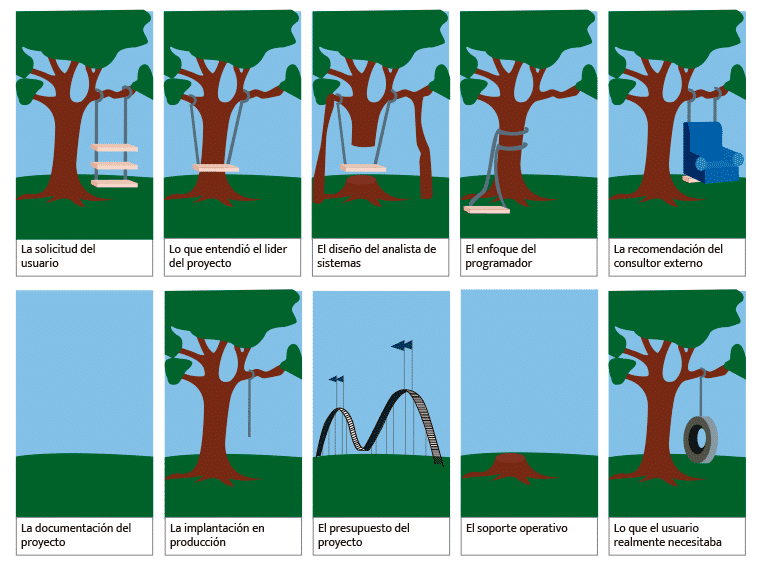 La solicitud del
usuario
Lo que entendió el lider
del proyecto
El diseño del analista de
sistemas
El enfoque del
programador
La recomendación del
consultor externo
La documentación del
proyecto
La implantación en
producción
El presupuesto del
proyecto
El soporte operativo
Lo que el usuario
realmente necesitaba